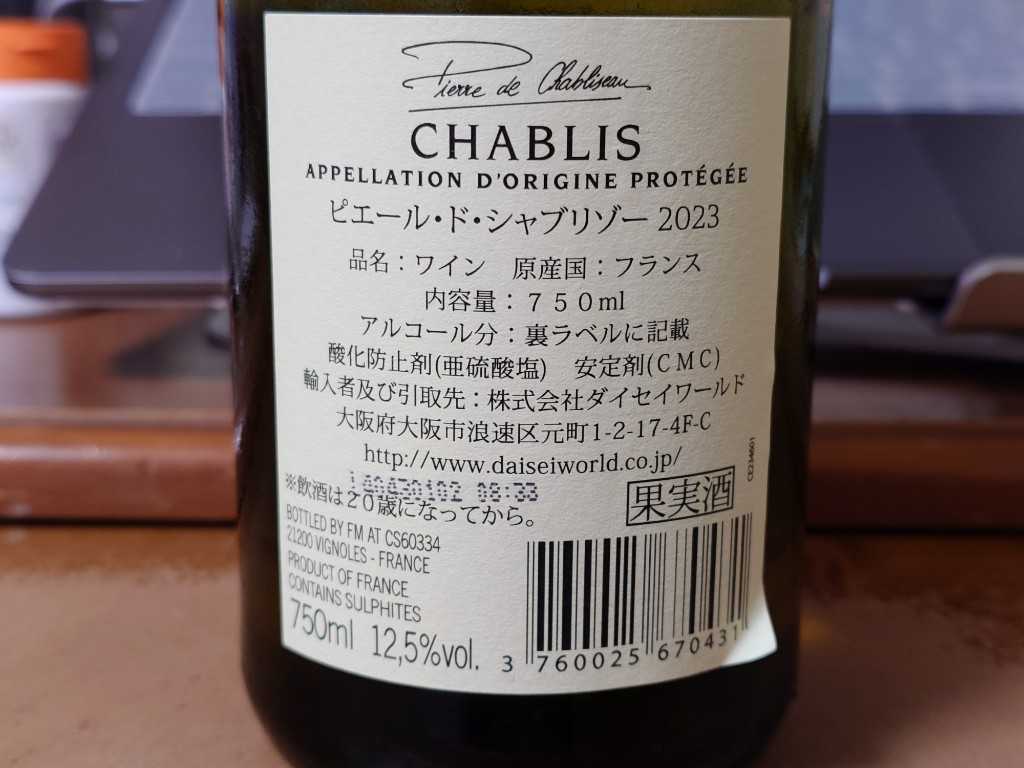 Pierre de Chabliseau
CHABLIS
APPELLATION D'ORIGINE PROTÉGÉE
ピエール・ド・シャブリゾー 2023
品名：ワイン　原産国：フランス
内容量：７５０ml
アルコール分：裏ラベルに記載
酸化防止剤(亜硫酸塩)　安定剤(ＣＭＣ)
輸入者及び引取先：株式会社ダイセイワールド
大阪府大阪市浪速区元町1-2-17-4F-C
http://www.daiseiworld.co.jp/
08:33
※飲酒は２０歳になってから。
果実酒
CE234601
BOTTLED BY FM AT CS60334
21200 VIGNOLES - FRANCE
PRODUCT OF FRANCE
CONTAINS SULPHITES
750ml 12,5%vol.
3 760025 670431